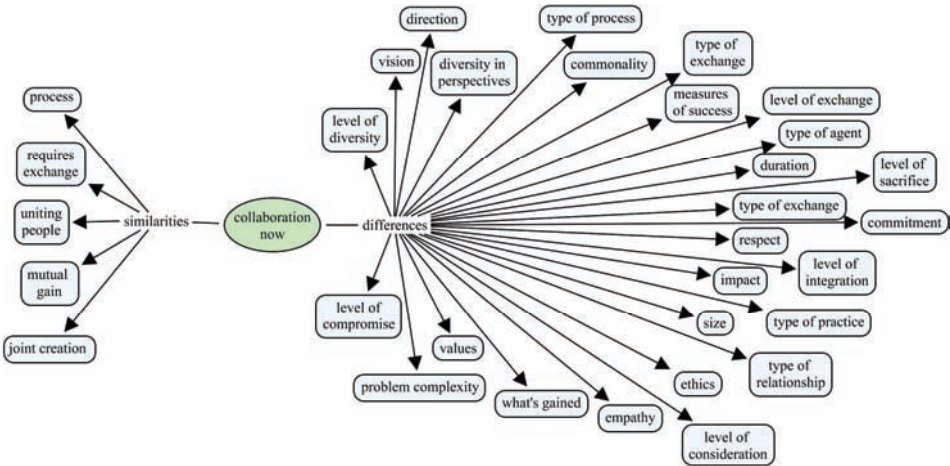 process
requires
exchange
uniting
people
mutual
gain
joint creation
similarities
collaboration
now
differences
direction
vision
diversity in
perspectives
level of
diversity
type of process
commonality
type of
exchange
measures
of success
level of exchange
type of agent
duration
level of
sacrifice
type of exchange
commitment
respect
level of
integration
impact
type of practice
size
type of
relationship
ethics
level of
consideration
empathy
what's gained
values
problem complexity
level of
compromise